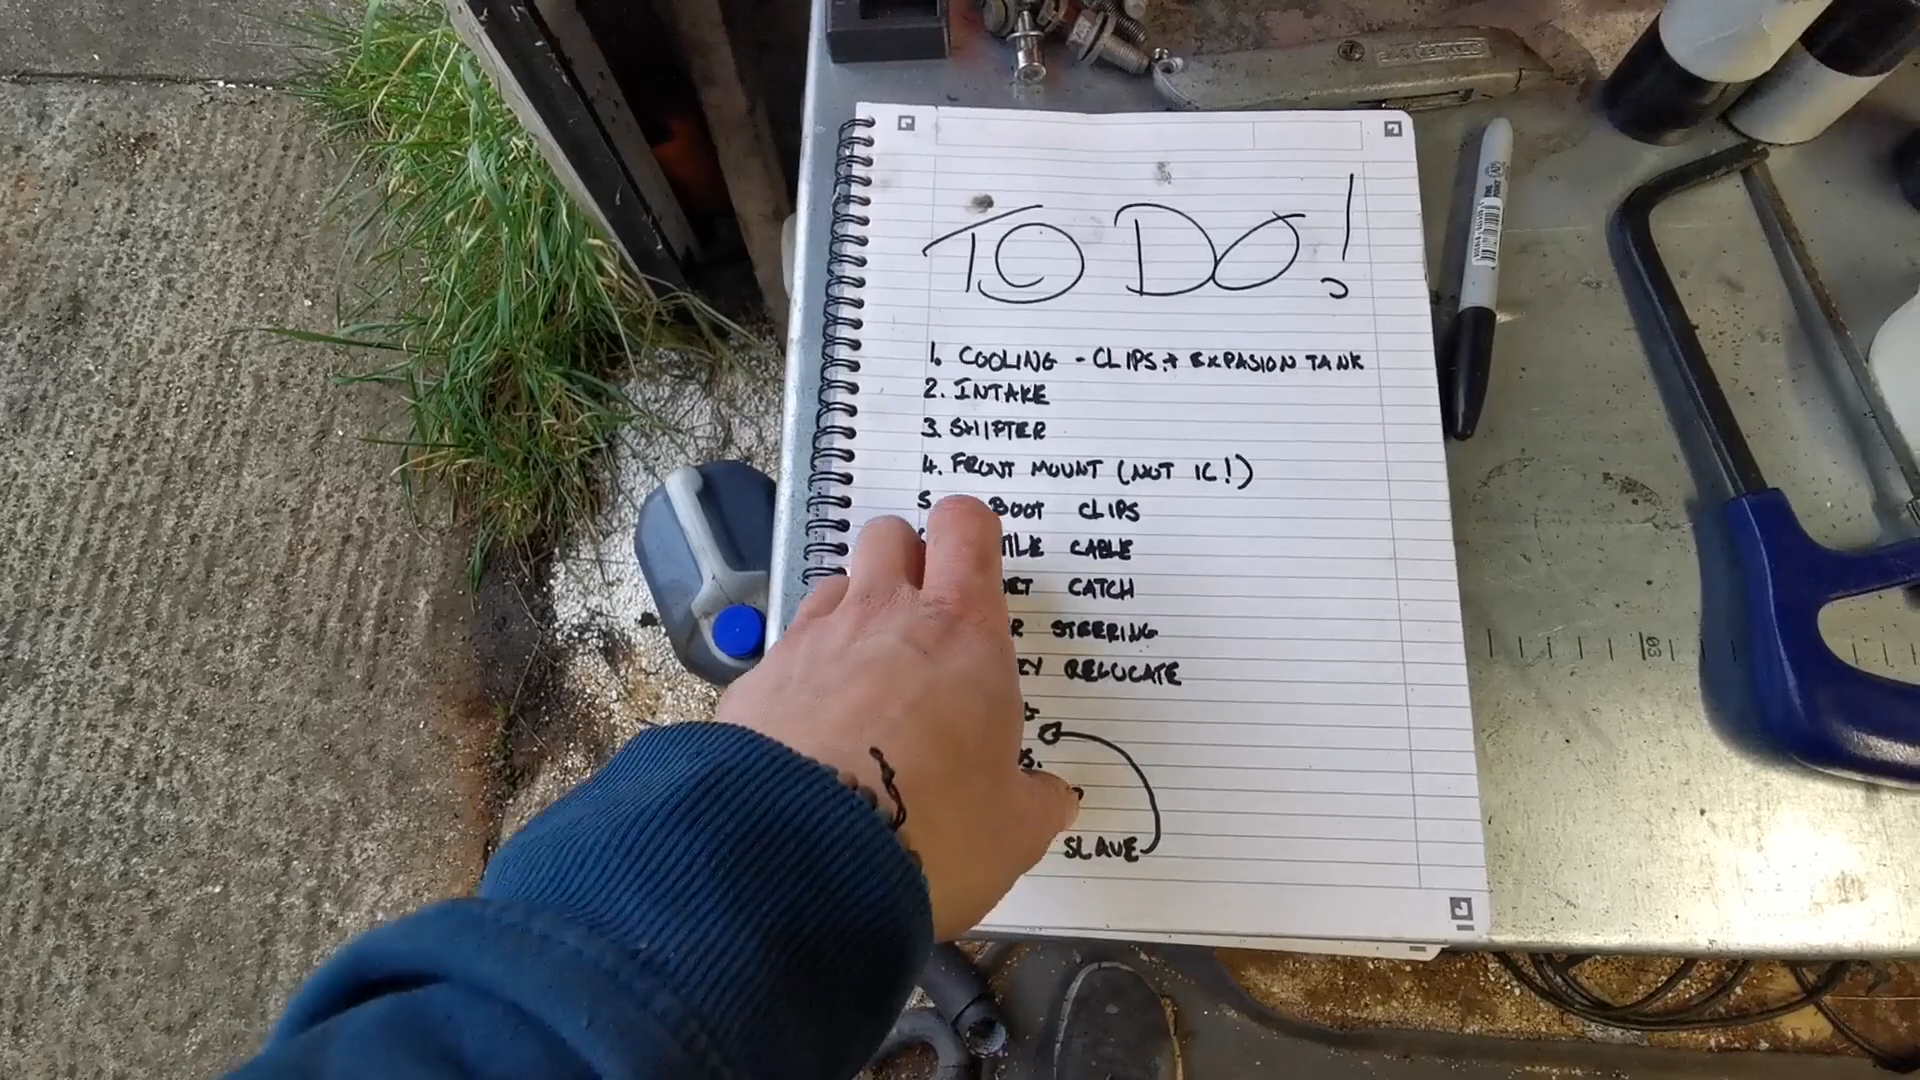 TO DO!
1. COOLING - CLIPS + EXPASION TANK
2. INTAKE
3. SHIFTER
4. FRONT MOUNT (NOT IC!)
5 BOOT CLIPS
CABLE
CATCH
STEERING
RELOCATE
SLAVE